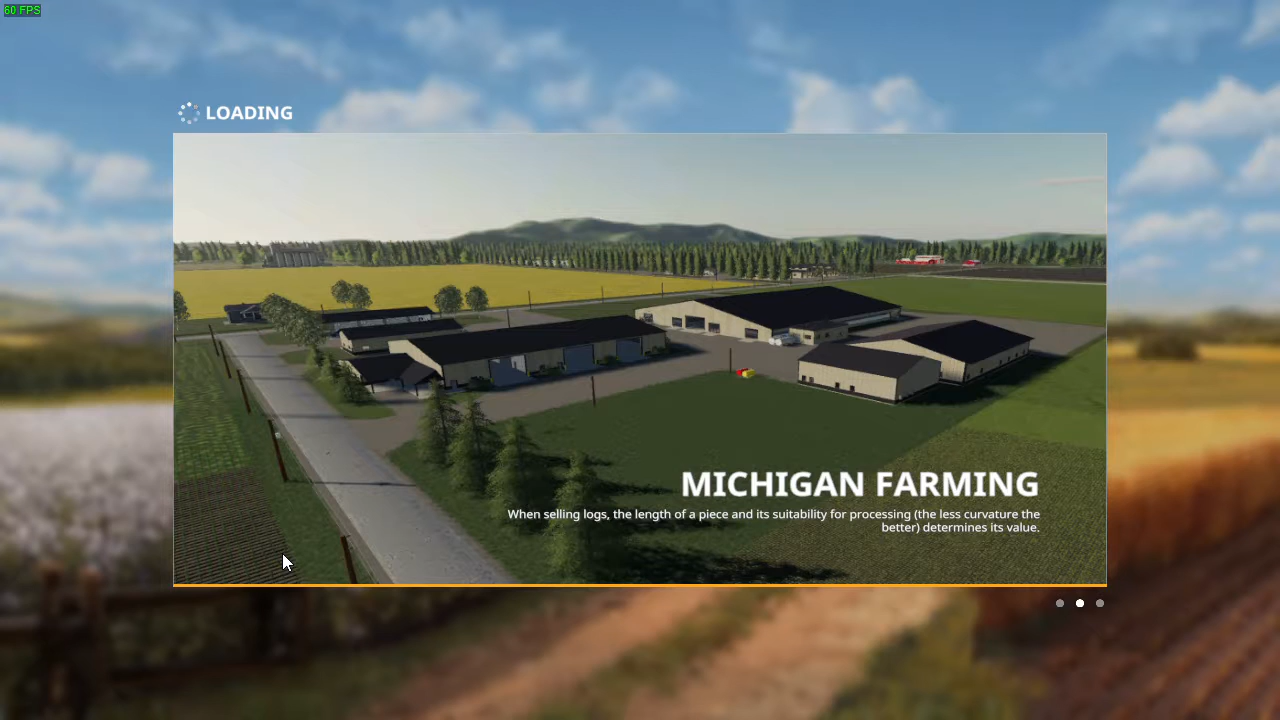 60 FPS
LOADING
MICHIGAN FARMING
When selling logs, the length of a piece and its suitability for processing (the less curvature the
better) determines its value.